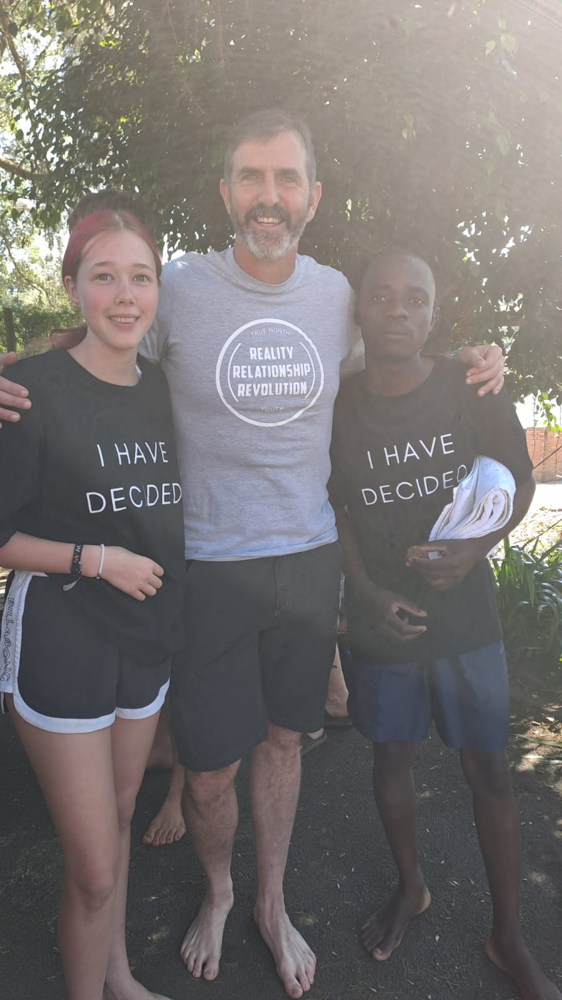 TRUE NORTH
REALITY
RELATIONSHIP
REVOLUTION
YOUTH
I HAVE
DECIDED
I HAVE
DECIDED
W
BILLABONG